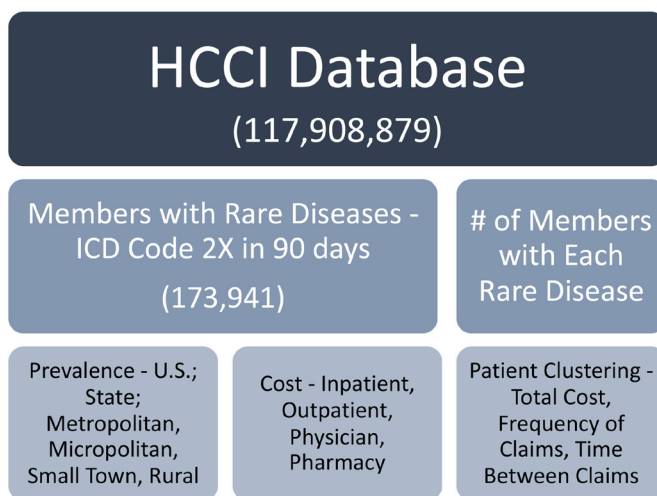 HCCI Database
(117,908,879)
Members with Rare Diseases -
ICD Code 2X in 90 days
(173,941)
# of Members
with Each
Rare Disease
Prevalence - U.S.;
State;
Metropolitan,
Micropolitan,
Small Town, Rural
Cost - Inpatient,
Outpatient,
Physician,
Pharmacy
Patient Clustering -
Total Cost,
Frequency of
Claims, Time
Between Claims